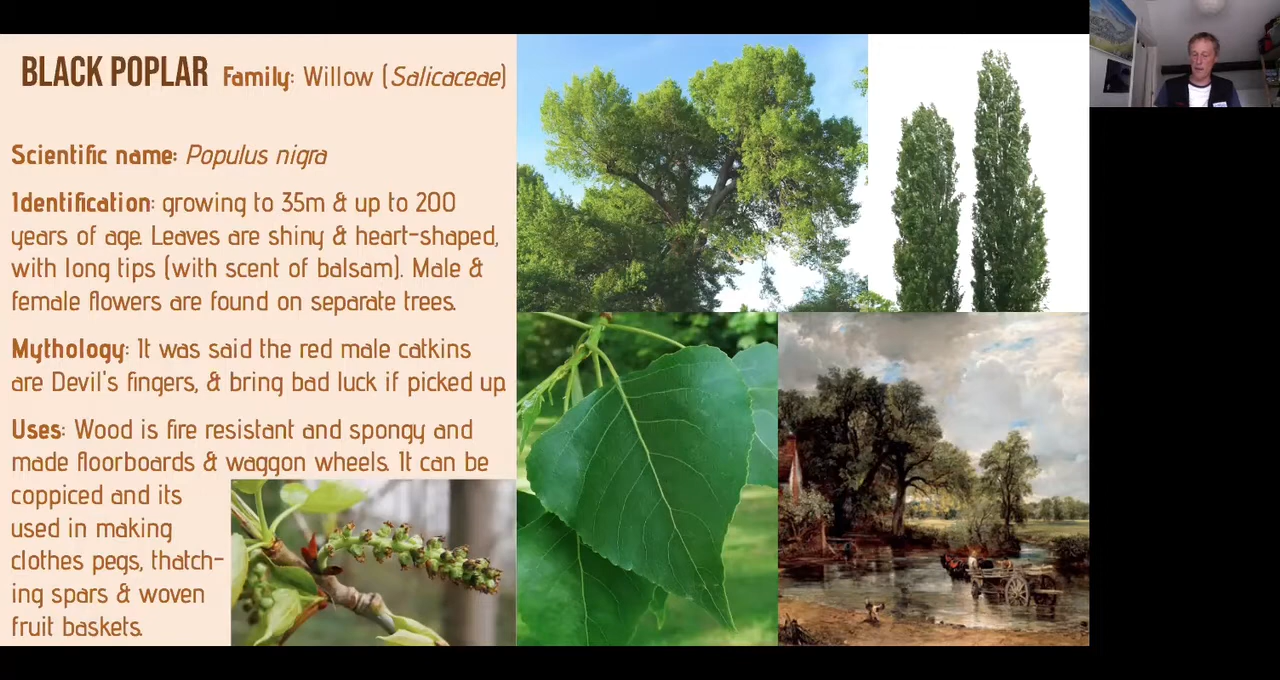 BLACK POPLAR Family: Willow (Salicaceae)
Scientific name: Populus nigra
Identification: growing to 35m & up to 200
years of age. Leaves are shiny & heart-shaped,
with long tips (with scent of balsam). Male &
female flowers are found on separate trees.
Mythology: It was said the red male catkins
are Devil's fingers, & bring bad luck if picked up.
Uses: Wood is fire resistant and spongy and
made floorboards & waggon wheels. It can be
coppiced and its
used in making
clothes pegs, thatch-
ing spars & woven
fruit baskets.